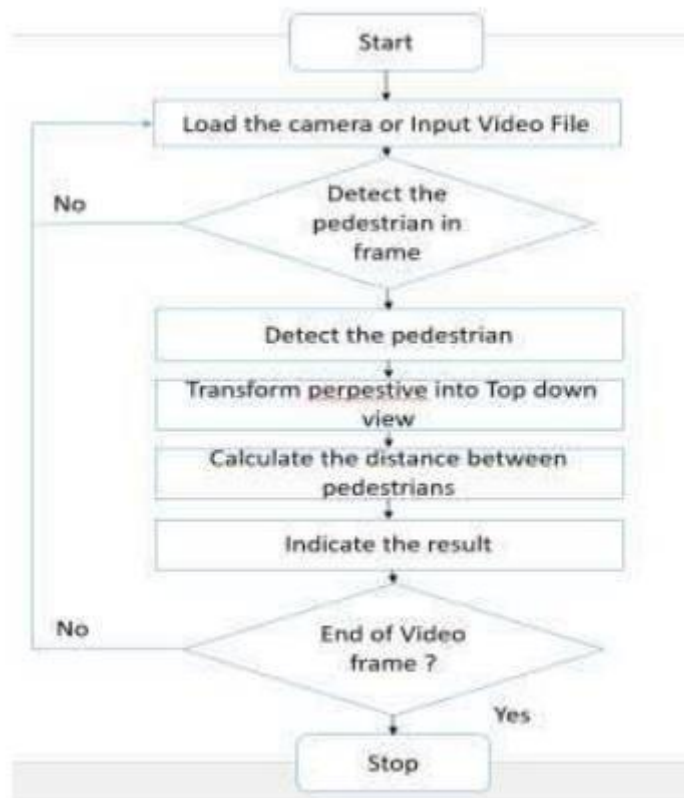 Start
Load the camera or Input Video File
Detect the
pedestrian in
frame
No
Detect the pedestrian
Transform perpestive into Top down
view
Calculate the distance between
pedestrians
Indicate the result
End of Video
frame ?
No
Yes
Stop